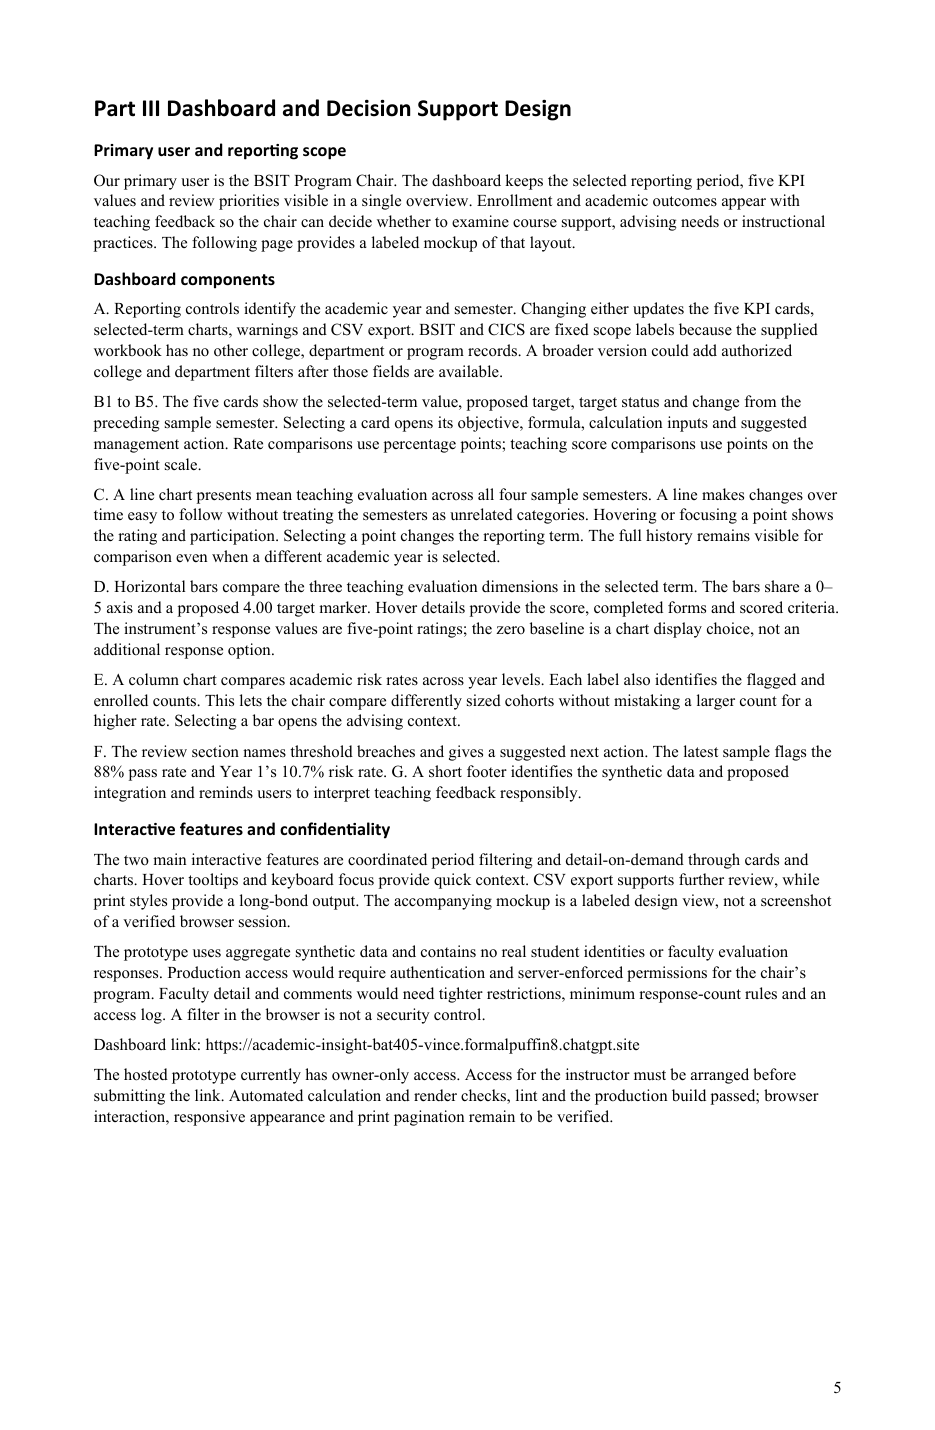 Part III Dashboard and Decision Support Design
Primary user and reporting scope
Our primary user is the BSIT Program Chair. The dashboard keeps the selected reporting period, five KPI
values and review priorities visible in a single overview. Enrollment and academic outcomes appear with
teaching feedback so the chair can decide whether to examine course support, advising needs or instructional
practices. The following page provides a labeled mockup of that layout.
Dashboard components
A. Reporting controls identify the academic year and semester. Changing either updates the five KPI cards,
selected-term charts, warnings and CSV export. BSIT and CICS are fixed scope labels because the supplied
workbook has no other college, department or program records. A broader version could add authorized
college and department filters after those fields are available.
B1 to B5. The five cards show the selected-term value, proposed target, target status and change from the
preceding sample semester. Selecting a card opens its objective, formula, calculation inputs and suggested
management action. Rate comparisons use percentage points; teaching score comparisons use points on the
five-point scale.
C. A line chart presents mean teaching evaluation across all four sample semesters. A line makes changes over
time easy to follow without treating the semesters as unrelated categories. Hovering or focusing a point shows
the rating and participation. Selecting a point changes the reporting term. The full history remains visible for
comparison even when a different academic year is selected.
D. Horizontal bars compare the three teaching evaluation dimensions in the selected term. The bars share a 0–
5 axis and a proposed 4.00 target marker. Hover details provide the score, completed forms and scored criteria.
The instrument’s response values are five-point ratings; the zero baseline is a chart display choice, not an
additional response option.
E. A column chart compares academic risk rates across year levels. Each label also identifies the flagged and
enrolled counts. This lets the chair compare differently sized cohorts without mistaking a larger count for a
higher rate. Selecting a bar opens the advising context.
F. The review section names threshold breaches and gives a suggested next action. The latest sample flags the
88% pass rate and Year 1’s 10.7% risk rate. G. A short footer identifies the synthetic data and proposed
integration and reminds users to interpret teaching feedback responsibly.
Interactive features and confidentiality
The two main interactive features are coordinated period filtering and detail-on-demand through cards and
charts. Hover tooltips and keyboard focus provide quick context. CSV export supports further review, while
print styles provide a long-bond output. The accompanying mockup is a labeled design view, not a screenshot
of a verified browser session.
The prototype uses aggregate synthetic data and contains no real student identities or faculty evaluation
responses. Production access would require authentication and server-enforced permissions for the chair’s
program. Faculty detail and comments would need tighter restrictions, minimum response-count rules and an
access log. A filter in the browser is not a security control.
Dashboard link: https://academic-insight-bat405-vince.formalpuffin8.chatgpt.site
The hosted prototype currently has owner-only access. Access for the instructor must be arranged before
submitting the link. Automated calculation and render checks, lint and the production build passed; browser
interaction, responsive appearance and print pagination remain to be verified.
5